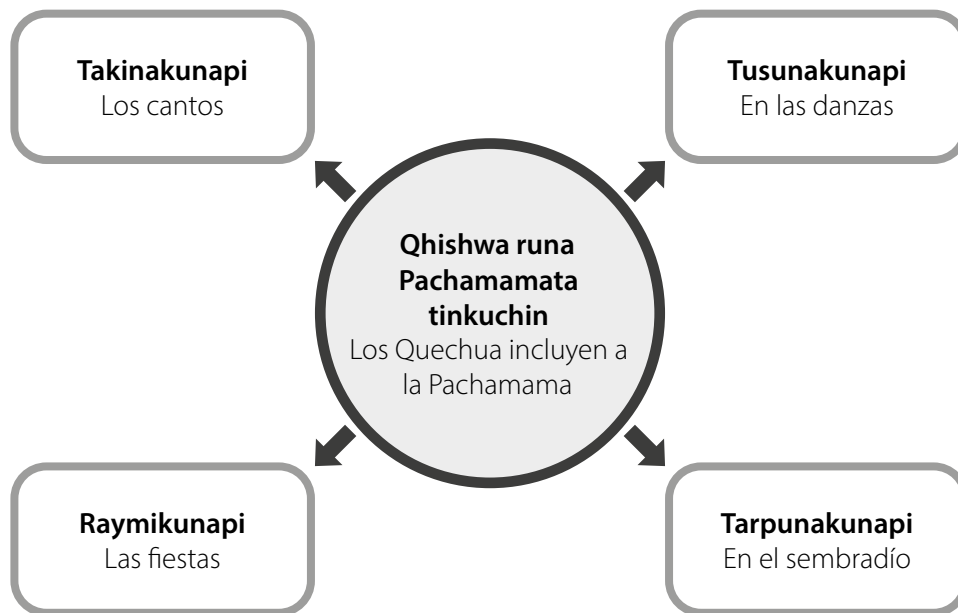 Takinakunapi
Los cantos
Tusunakunapi
En las danzas
Qhishwa runa
Pachamamata
tinkuchin
Los Quechua incluyen a
la Pachamama
Raymikunapi
Las fiestas
Tarpunakunapi
En el sembradío